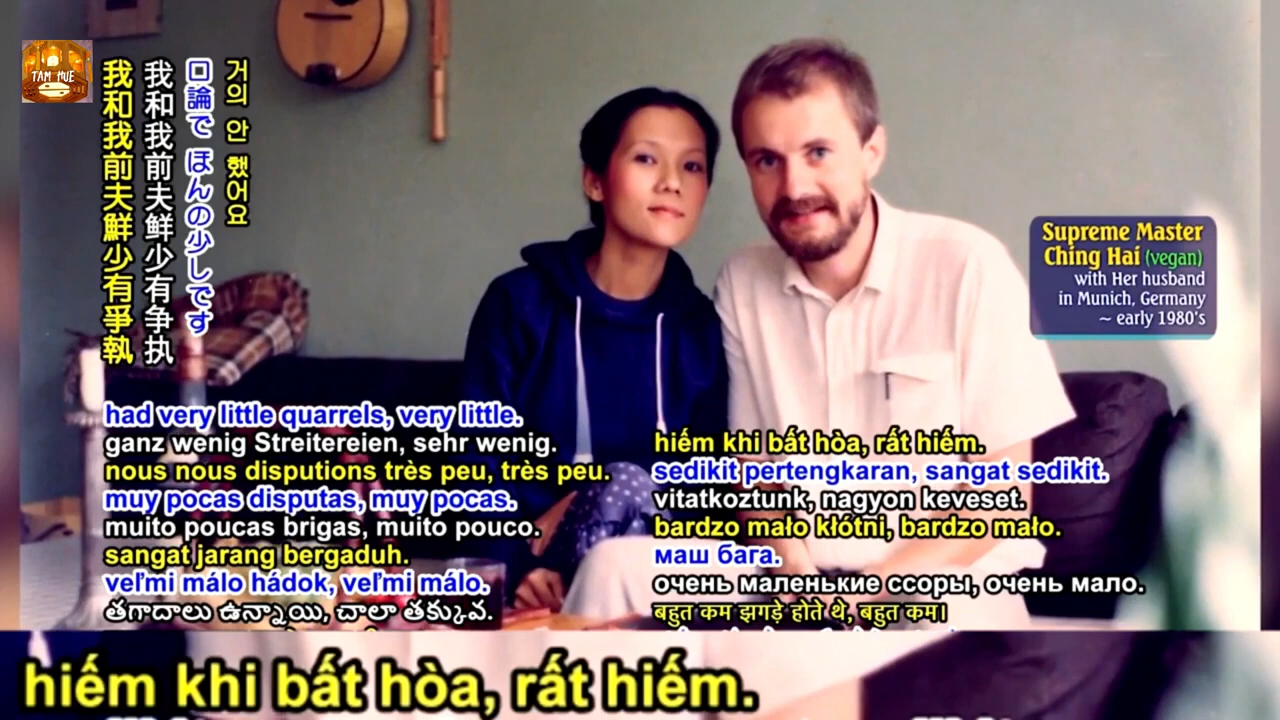 TAM HUE
我和我前夫鮮少有爭執
我和我前夫鲜少有争执
口論で ほんの少しです
거의 안 했어요
Supreme Master
Ching Hai (vegan)
with Her husband
in Munich, Germany
~ early 1980's
had very little quarrels, very little.
ganz wenig Streitereien, sehr wenig.
nous nous disputions très peu, très peu.
muy pocas disputas, muy pocas.
muito poucas brigas, muito pouco.
sangat jarang bergaduh.
veľmi málo hádok, veľmi málo.
తగాదాలు ఉన్నాయి, చాలా తక్కువ.
hiếm khi bất hòa, rất hiếm.
sedikit pertengkaran, sangat sedikit.
vitatkoztunk, nagyon keveset.
bardzo mało kłótni, bardzo mało.
маш бага.
очень маленькие ссоры, очень мало.
बहुत कम झगड़े होते थे, बहुत कम।
hiếm khi bất hòa, rất hiếm.